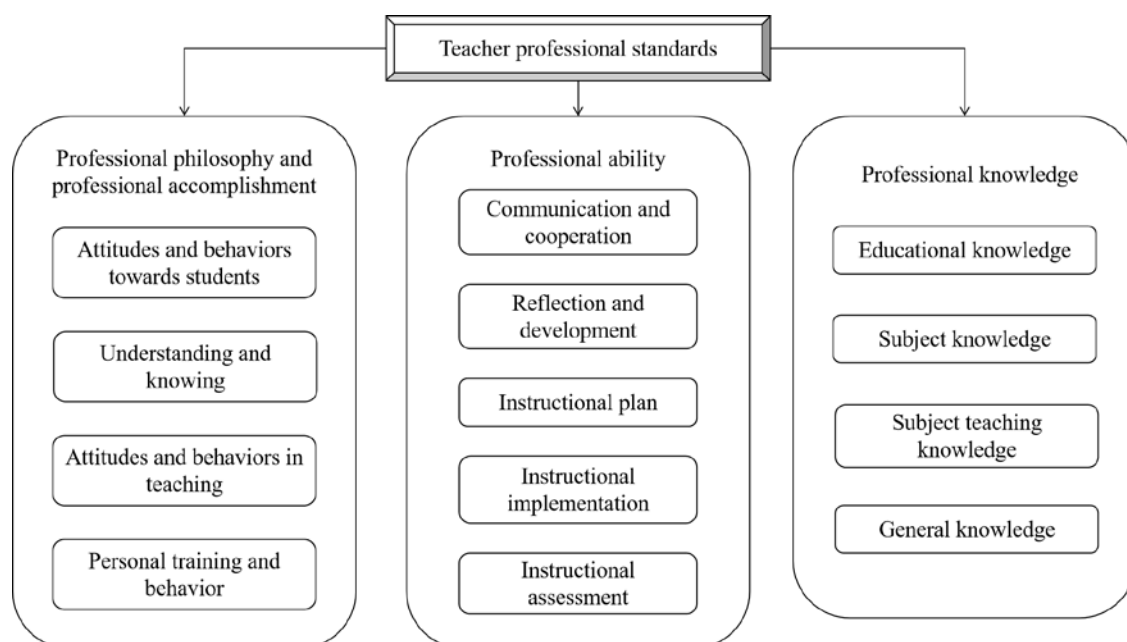 Teacher professional standards
Professional philosophy and
professional accomplishment
Attitudes and behaviors
towards students
Understanding and
knowing
Attitudes and behaviors in
teaching
Personal training and
behavior
Professional ability
Communication and
cooperation
Reflection and
development
Instructional plan
Instructional
implementation
Instructional
assessment
Professional knowledge
Educational knowledge
Subject knowledge
Subject teaching
knowledge
General knowledge